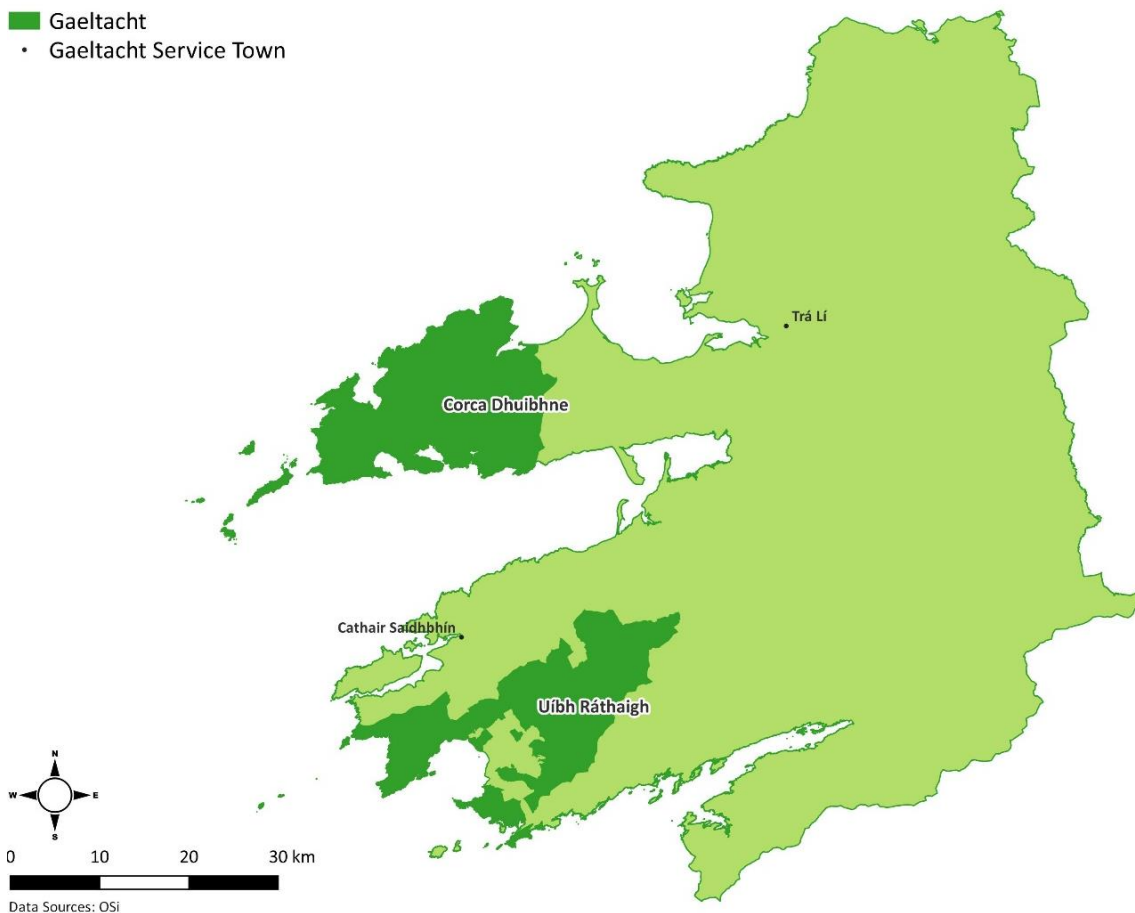 Gaeltacht
Gaeltacht Service Town
Trá Lí
Corca Dhuibhne
Cathair Saidhbhín
Uíbh Ráthaigh
N
W E
S
0 10 20 30 km
Data Sources: OSi